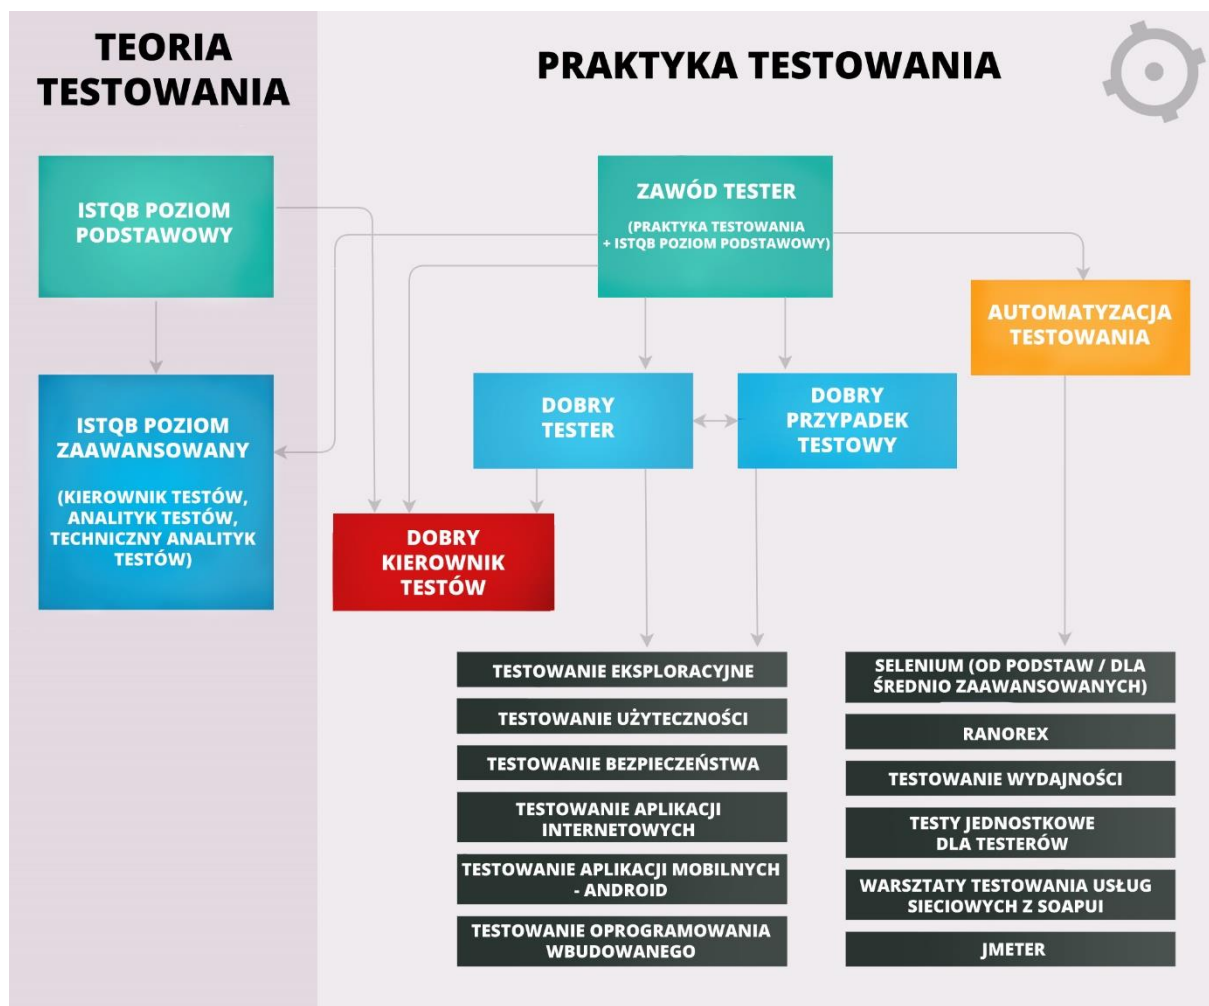 TEORIA
TESTOWANIA
PRAKTYKA TESTOWANIA
ISTQB POZIOM
PODSTAWOWY
ZAWÓD TESTER
(PRAKTYKA TESTOWANIA
+ ISTQB POZIOM PODSTAWOWY)
AUTOMATYZACJA
TESTOWANIA
ISTQB POZIOM
ZAAWANSOWANY
(KIEROWNIK TESTÓW,
ANALITYK TESTÓW,
TECHNICZNY ANALITYK
TESTÓW)
DOBRY
TESTER
DOBRY
PRZYPADEK
TESTOWY
DOBRY
KIEROWNIK
TESTÓW
TESTOWANIE EKSPLORACYJNE
TESTOWANIE UŻYTECZNOŚCI
TESTOWANIE BEZPIECZEŃSTWA
TESTOWANIE APLIKACJI
INTERNETOWYCH
TESTOWANIE APLIKACJI MOBILNYCH
- ANDROID
TESTOWANIE OPROGRAMOWANIA
WBUDOWANEGO
SELENIUM (OD PODSTAW / DLA
ŚREDNIO ZAAWANSOWANYCH)
RANOREX
TESTOWANIE WYDAJNOŚCI
TESTY JEDNOSTKOWE
DLA TESTERÓW
WARSZTATY TESTOWANIA USŁUG
SIECIOWYCH Z SOAPUI
JMETER